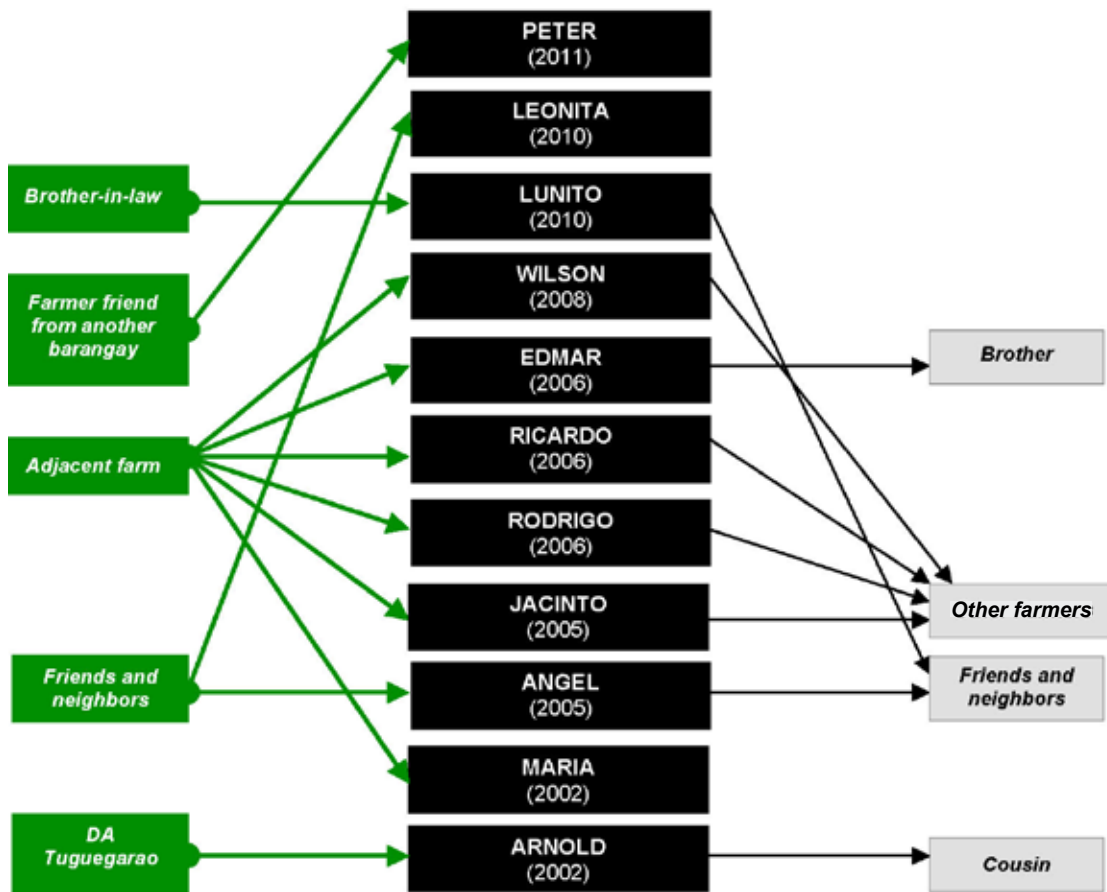 Brother-in-law
Farmer friend
from another
barangay
Adjacent farm
Friends and
neighbors
DA
Tuguegarao
PETER
(2011)
LEONITA
(2010)
LUNITO
(2010)
WILSON
(2008)
EDMAR
(2006)
RICARDO
(2006)
RODRIGO
(2006)
JACINTO
(2005)
ANGEL
(2005)
MARIA
(2002)
ARNOLD
(2002)
Brother
Other farmers
Friends and
neighbors
Cousin